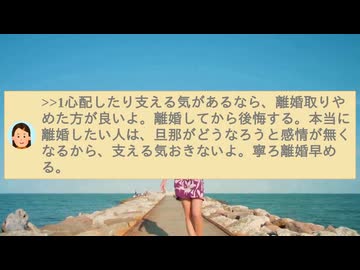 >>1心配したり支える気があるなら、離婚取りや
めた方が良いよ。離婚してから後悔する。本当に
離婚したい人は、旦那がどうなろうと感情が無く
なるから、支える気おきないよ。寧ろ離婚早め
る。